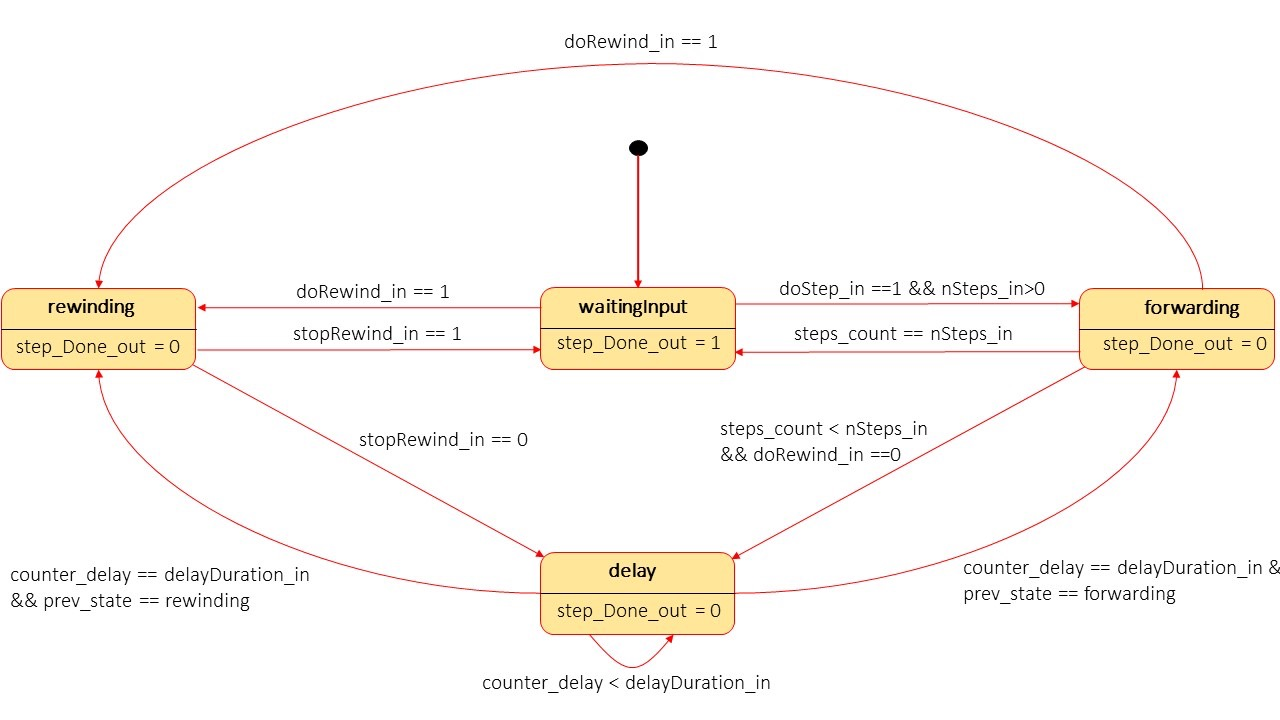 doRewind_in == 1
doRewind_in == 1
doStep_in ==1 && nSteps_in>0
rewinding
waitingInput
forwarding
stopRewind_in == 1
steps_count == nSteps_in
step_Done_out = 0
step_Done_out = 1
step_Done_out = 0
stopRewind_in == 0
steps_count < nSteps_in
&& doRewind_in ==0
counter_delay == delayDuration_in
&& prev_state == rewinding
delay
step_Done_out = 0
counter_delay == delayDuration_in &
prev_state == forwarding
counter_delay < delayDuration_in